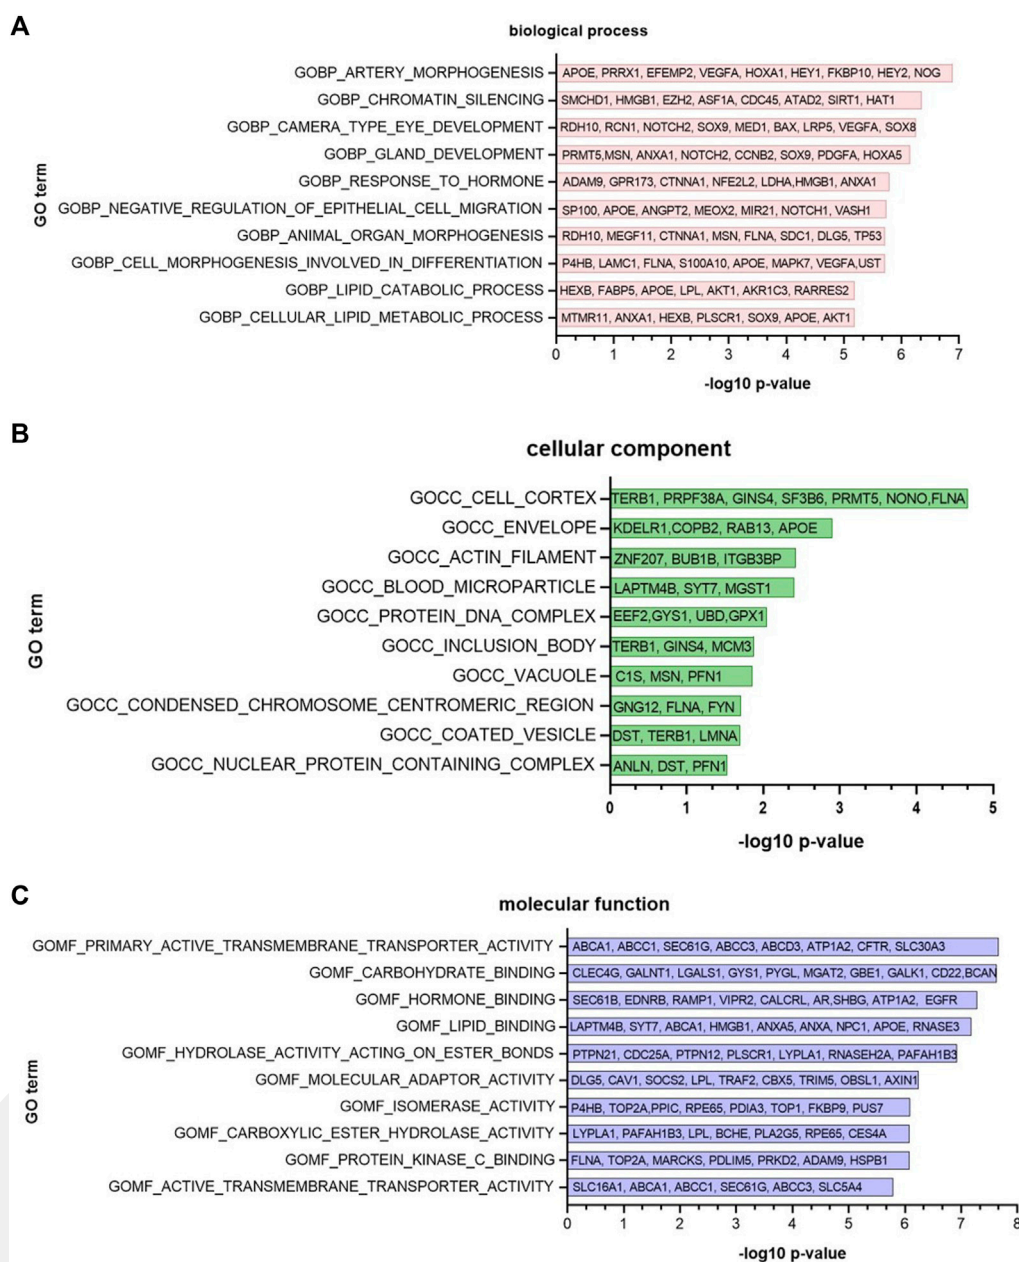 A
biological process
GO term
GOBP_ARTERY_MORPHOGENESIS APOE, PRRX1, EFEMP2, VEGFA, HOXA1, HEY1, FKBP10, HEY2, NOG
GOBP_CHROMATIN_SILENCING SMCHD1, HMGB1, EZH2, ASF1A, CDC45, ATAD2, SIRT1, HAT1
GOBP_CAMERA_TYPE_EYE_DEVELOPMENT RDH10, RCN1, NOTCH2, SOX9, MED1, BAX, LRP5, VEGFA, SOX8
GOBP_GLAND_DEVELOPMENT PRMT5,MSN, ANXA1, NOTCH2, CCNB2, SOX9, PDGFA, HOXA5
GOBP_RESPONSE_TO_HORMONE ADAM9, GPR173, CTNNA1, NFE2L2, LDHA,HMGB1, ANXA1
GOBP_NEGATIVE_REGULATION_OF_EPITHELIAL_CELL_MIGRATION SP100, APOE, ANGPT2, MEOX2, MIR21, NOTCH1, VASH1
GOBP_ANIMAL_ORGAN_MORPHOGENESIS RDH10, MEGF11, CTNNA1, MSN, FLNA, SDC1, DLG5, TP53
GOBP_CELL_MORPHOGENESIS_INVOLVED_IN_DIFFERENTIATION P4HB, LAMC1, FLNA, S100A10, APOE, MAPK7, VEGFA,UST
GOBP_LIPID_CATABOLIC_PROCESS HEXB, FABP5, APOE, LPL, AKT1, AKR1C3, RARRES2
GOBP_CELLULAR_LIPID_METABOLIC_PROCESS MTMR11, ANXA1, HEXB, PLSCR1, SOX9, APOE, AKT1
0 1 2 3 4 5 6 7
-log10 p-value
B
cellular component
GO term
GOCC_CELL_CORTEX TERB1, PRPF38A, GINS4, SF3B6, PRMT5, NONO,FLNA
GOCC_ENVELOPE KDELR1,COPB2, RAB13, APOE
GOCC_ACTIN_FILAMENT ZNF207, BUB1B, ITGB3BP
GOCC_BLOOD_MICROPARTICLE LAPTM4B, SYT7, MGST1
GOCC_PROTEIN_DNA_COMPLEX EEF2,GYS1, UBD,GPX1
GOCC_INCLUSION_BODY TERB1, GINS4, MCM3
GOCC_VACUOLE C1S, MSN, PFN1
GOCC_CONDENSED_CHROMOSOME_CENTROMERIC_REGION GNG12, FLNA, FYN
GOCC_COATED_VESICLE DST, TERB1, LMNA
GOCC_NUCLEAR_PROTEIN_CONTAINING_COMPLEX ANLN, DST, PFN1
0 1 2 3 4 5
-log10 p-value
C
molecular function
GO term
GOMF_PRIMARY_ACTIVE_TRANSMEMBRANE_TRANSPORTER_ACTIVITY ABCA1, ABCC1, SEC61G, ABCC3, ABCD3, ATP1A2, CFTR, SLC30A3
GOMF_CARBOHYDRATE_BINDING CLEC4G, GALNT1, LGALS1, GYS1, PYGL, MGAT2, GBE1, GALK1, CD22,BCAN
GOMF_HORMONE_BINDING SEC61B, EDNRB, RAMP1, VIPR2, CALCRL, AR,SHBG, ATP1A2, EGFR
GOMF_LIPID_BINDING LAPTM4B, SYT7, ABCA1, HMGB1, ANXA5, ANXA, NPC1, APOE, RNASE3
GOMF_HYDROLASE_ACTIVITY_ACTING_ON_ESTER_BONDS PTPN21, CDC25A, PTPN12, PLSCR1, LYPLA1, RNASEH2A, PAFAH1B3
GOMF_MOLECULAR_ADAPTOR_ACTIVITY DLG5, CAV1, SOCS2, LPL, TRAF2, CBX5, TRIM5, OBSL1, AXIN1
GOMF_ISOMERASE_ACTIVITY P4HB, TOP2A,PPIC, RPE65, PDIA3, TOP1, FKBP9, PUS7
GOMF_CARBOXYLIC_ESTER_HYDROLASE_ACTIVITY LYPLA1, PAFAH1B3, LPL, BCHE, PLA2G5, RPE65, CES4A
GOMF_PROTEIN_KINASE_C_BINDING FLNA, TOP2A, MARCKS, PDLIM5, PRKD2, ADAM9, HSPB1
GOMF_ACTIVE_TRANSMEMBRANE_TRANSPORTER_ACTIVITY SLC16A1, ABCA1, ABCC1, SEC61G, ABCC3, SLC5A4
0 1 2 3 4 5 6 7 8
-log10 p-value